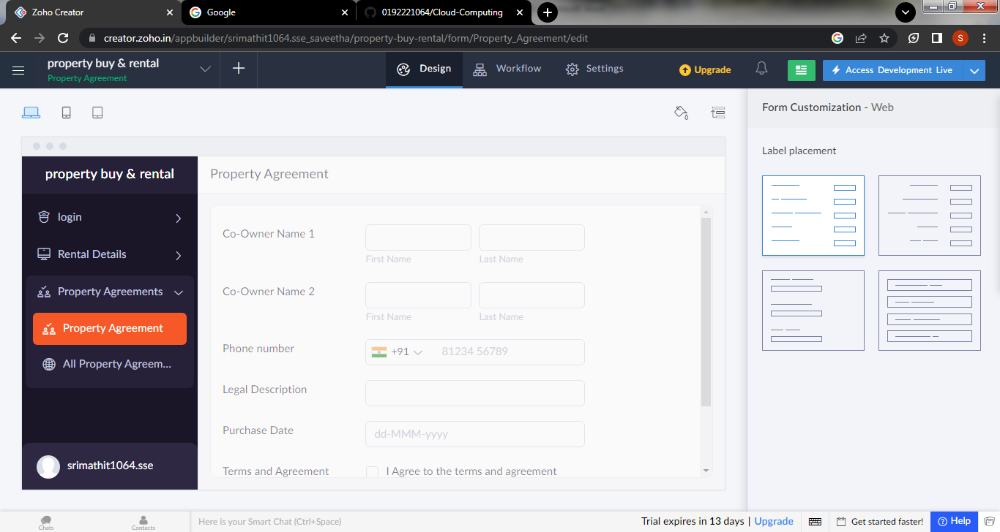 Zoho Creator
Google
0192221064/Cloud-Computing
creator.zoho.in/appbuilder/srimathit1064.sse_saveetha/property-buy-rental/form/Property_Agreement/edit
S
property buy & rental
Property Agreement
Design
Workflow
Settings
Upgrade
Access Development Live
Form Customization - Web
Label placement
property buy & rental
login
Rental Details
Property Agreements
Property Agreement
All Property Agreem...
srimathit1064.sse
Property Agreement
Co-Owner Name 1
First Name
Last Name
Co-Owner Name 2
First Name
Last Name
Phone number
+91
81234 56789
Legal Description
Purchase Date
dd-MMM-yyyy
Terms and Agreement
I Agree to the terms and agreement
Chats
Contacts
Here is your Smart Chat (Ctrl+Space)
Trial expires in 13 days | Upgrade
Get started faster!
Help